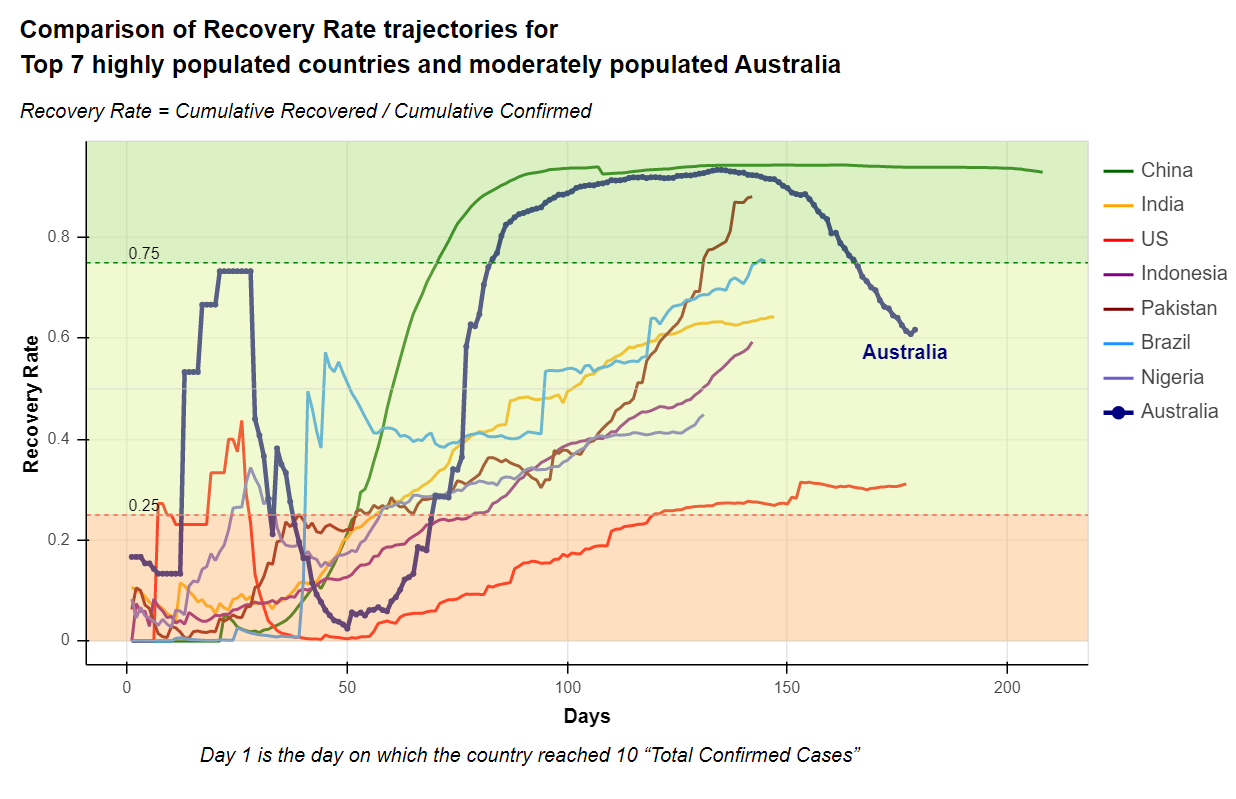 Comparison of Recovery Rate trajectories for
Top 7 highly populated countries and moderately populated Australia
Recovery Rate = Cumulative Recovered / Cumulative Confirmed
China
India
US
Indonesia
Pakistan
Brazil
Nigeria
Australia
Recovery Rate
0.8
0.6
0.4
0.2
0
0.75
0.25
Australia
0
50
100
150
200
Days
Day 1 is the day on which the country reached 10 “Total Confirmed Cases”